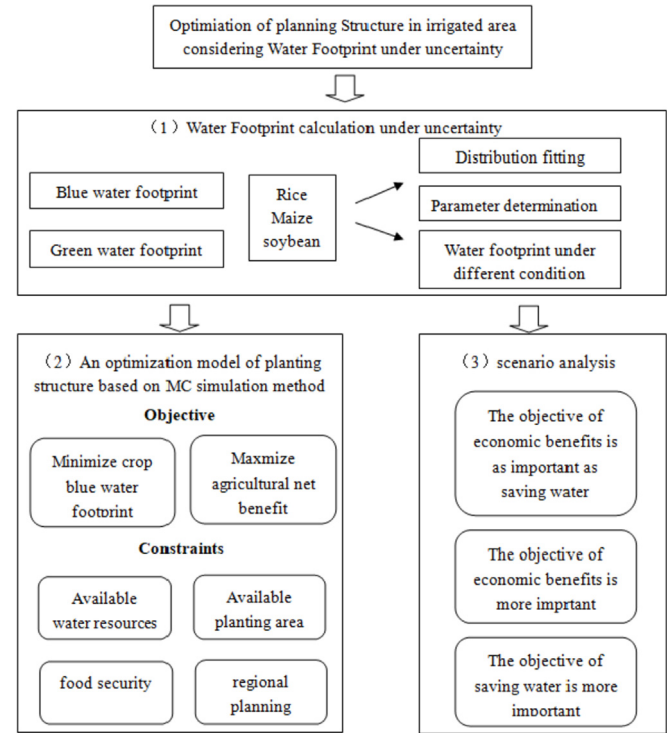 Optimiation of planning Structure in irrigated area
considering Water Footprint under uncertainty
（1）Water Footprint calculation under uncertainty
Blue water footprint
Green water footprint
Rice
Maize
soybean
Distribution fitting
Parameter determination
Water footprint under
different condition
（2）An optimization model of planting
structure based on MC simulation method
Objective
Minimize crop
blue water
footprint
Maxmize
agricultural net
benefit
Constraints
Available
water resources
Available
planting area
food security
regional
planning
（3）scenario analysis
The objective of
economic benefits is
as important as
saving water
The objective of
economic benefits is
more imprtant
The objective of
saving water is more
important